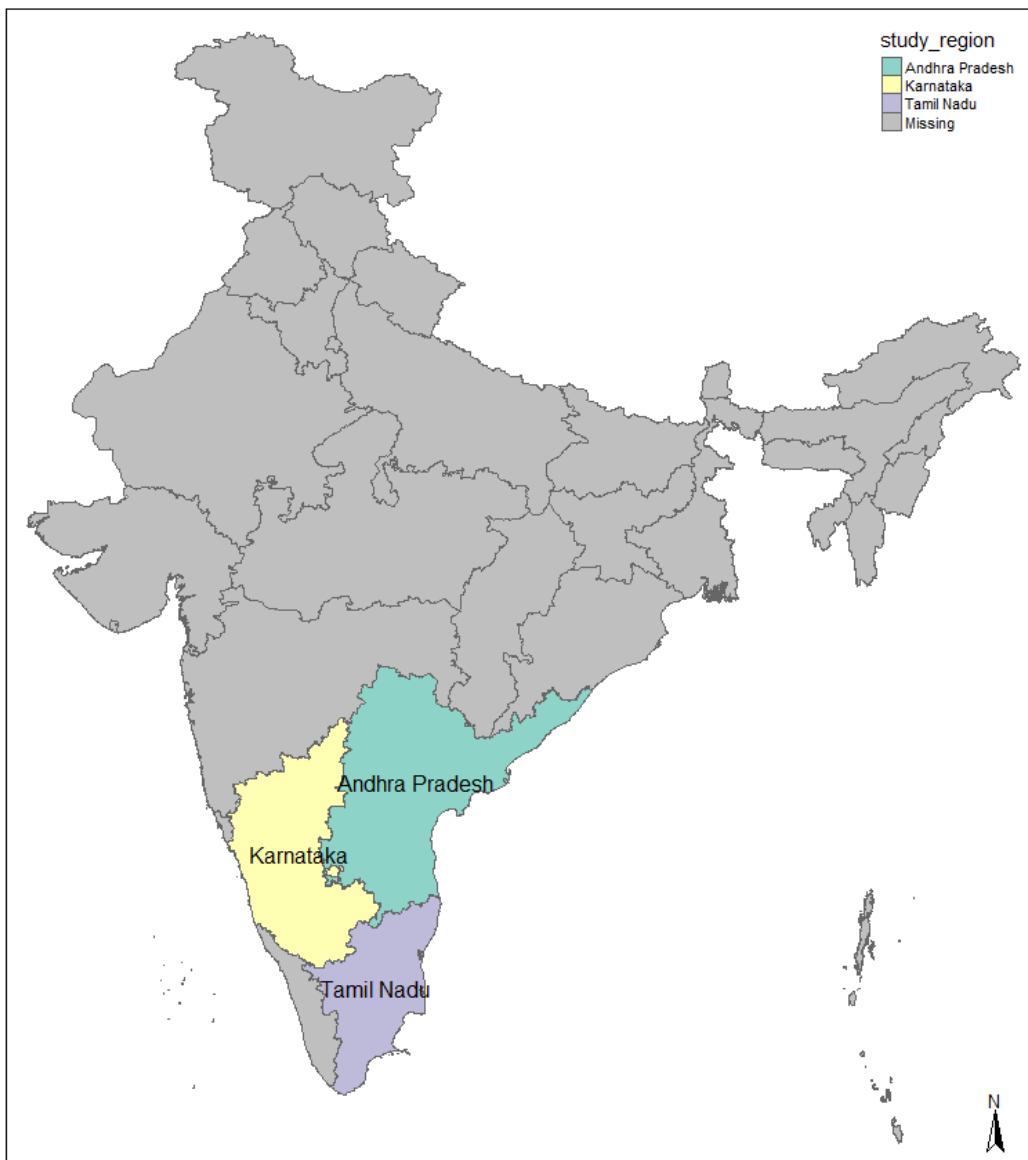 study_region
Andhra Pradesh
Karnataka
Tamil Nadu
Missing
Andhra Pradesh
Karnataka
Tamil Nadu
N